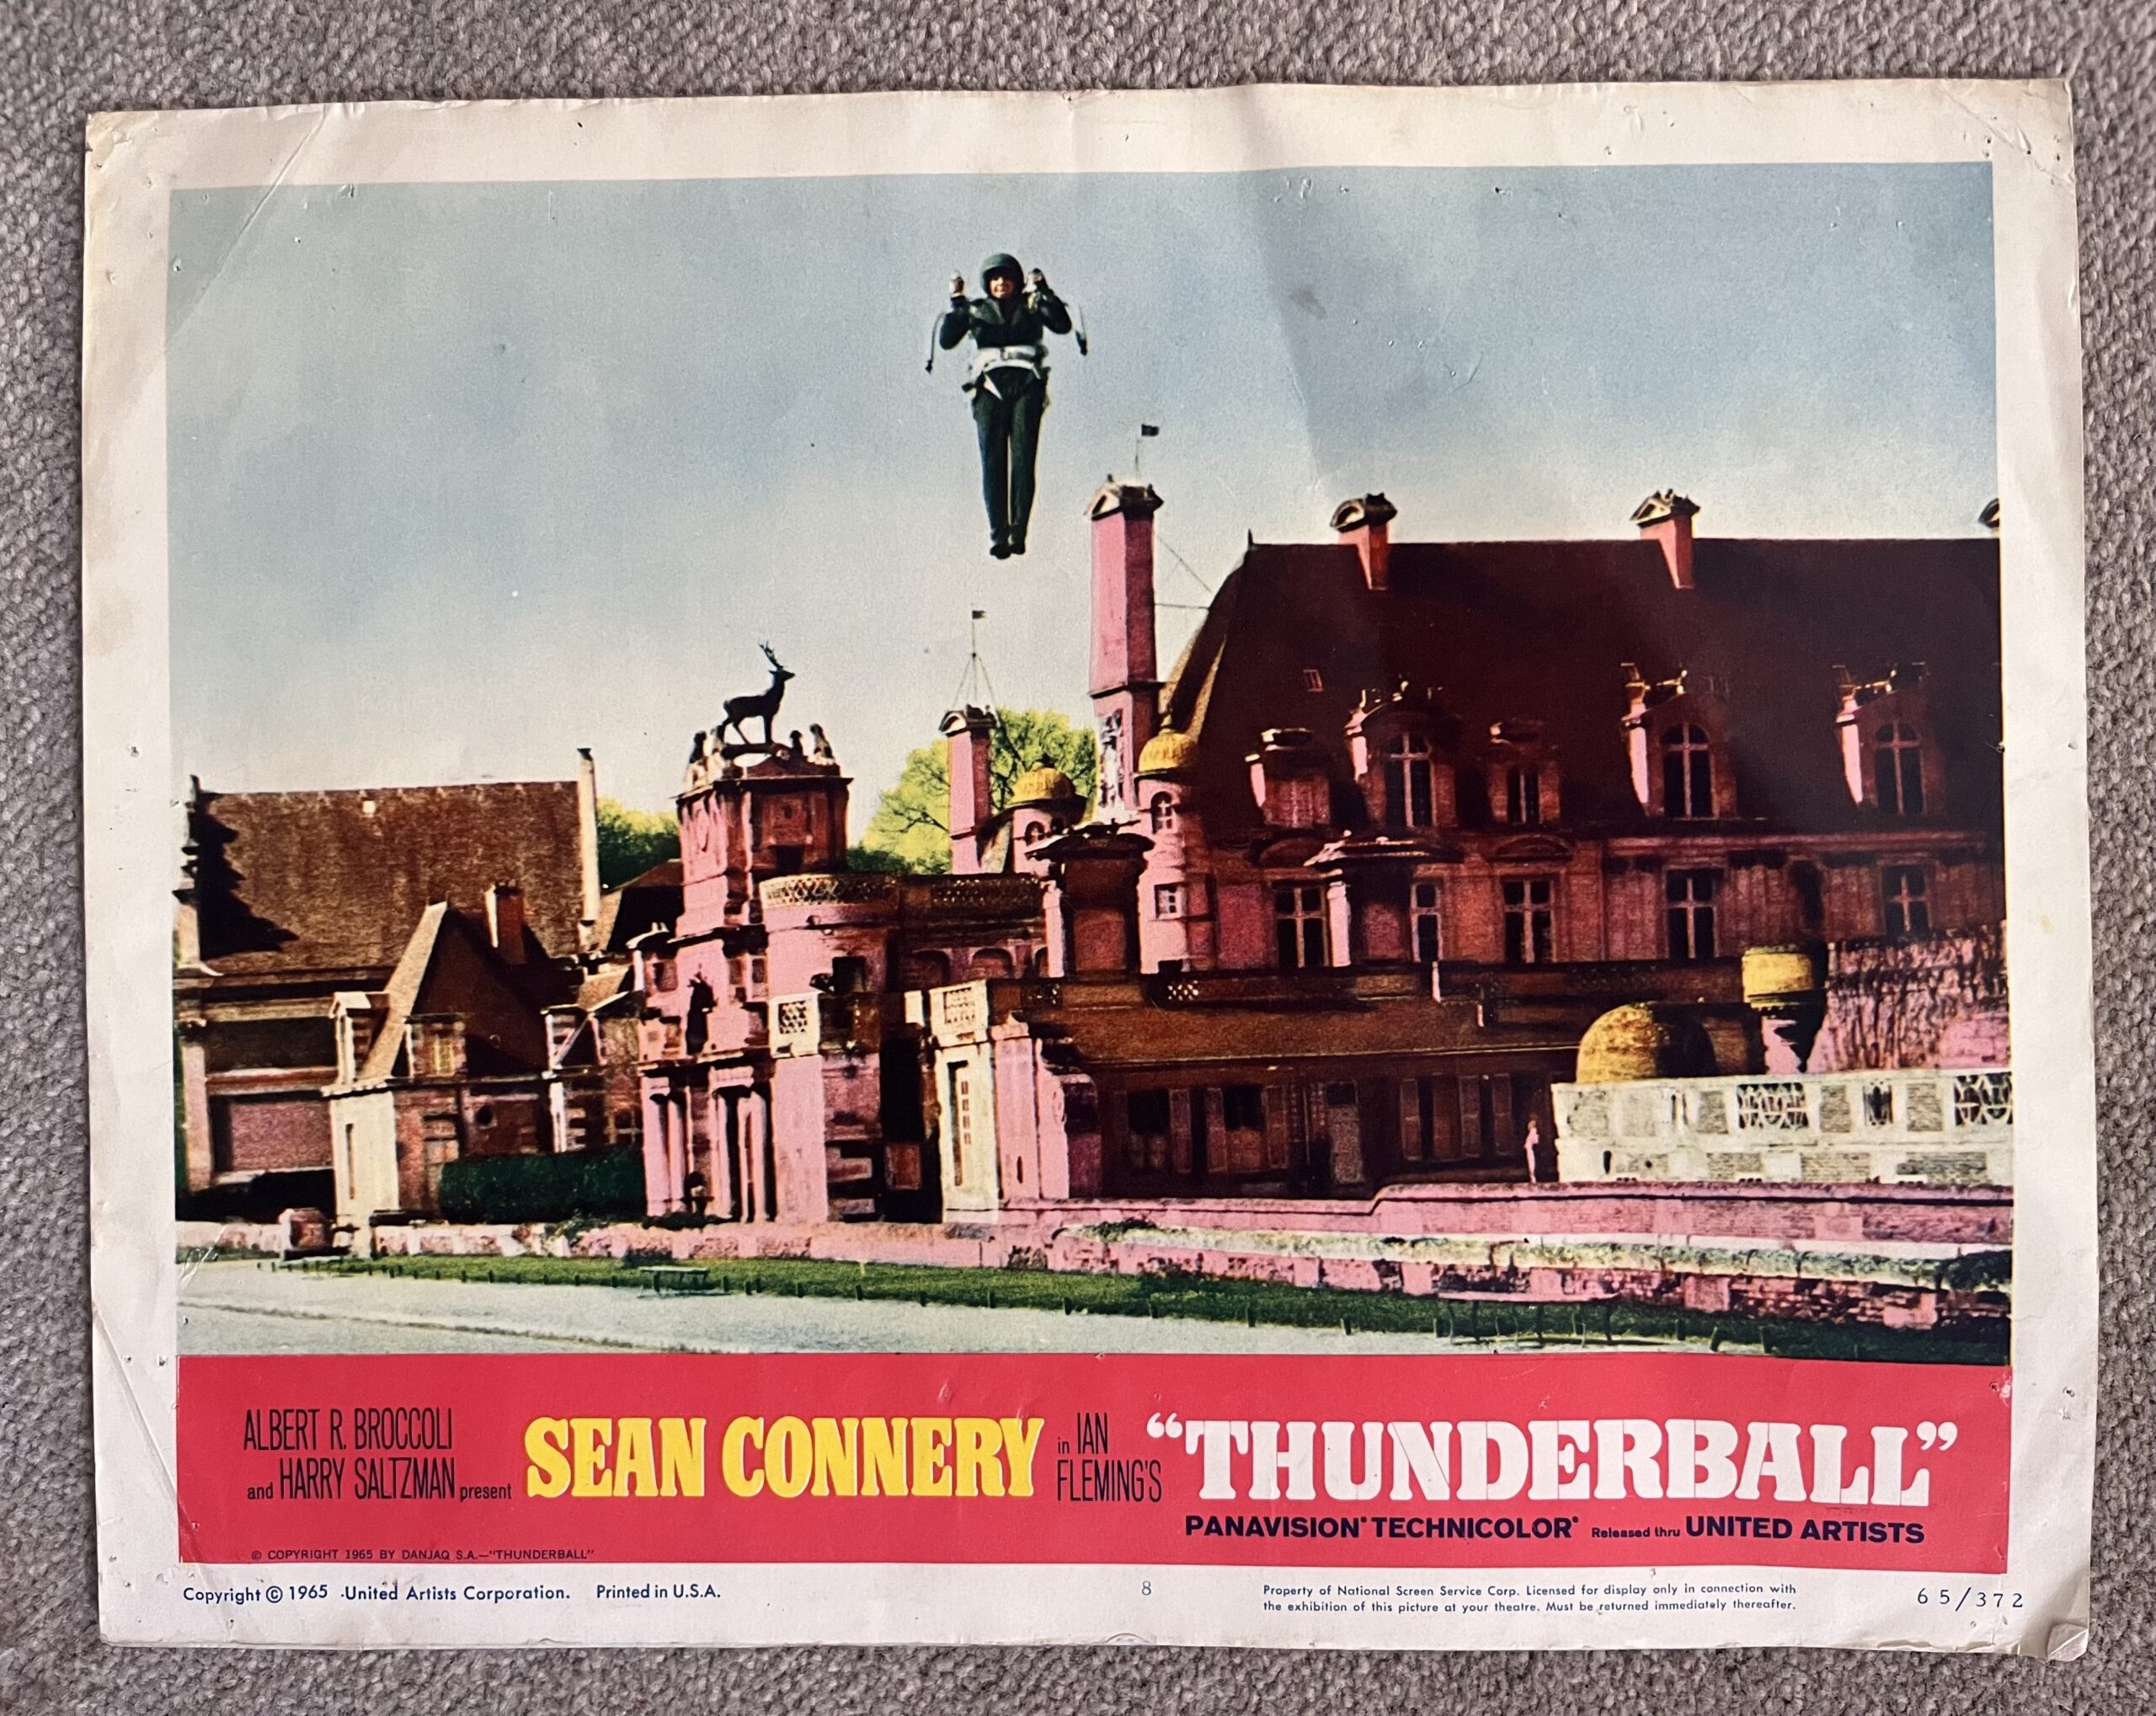 ALBERT R. BROCCOLI
and HARRY SALTZMAN present
SEAN CONNERY
in IAN
FLEMING'S
“THUNDERBALL”
PANAVISION® TECHNICOLOR® Released thru UNITED ARTISTS
© COPYRIGHT 1965 BY DANJAQ S.A.—"THUNDERBALL"
Copyright © 1965 United Artists Corporation. Printed in U.S.A.
8
Property of National Screen Service Corp. Licensed for display only in connection with
the exhibition of this picture at your theatre. Must be returned immediately thereafter.
65/372